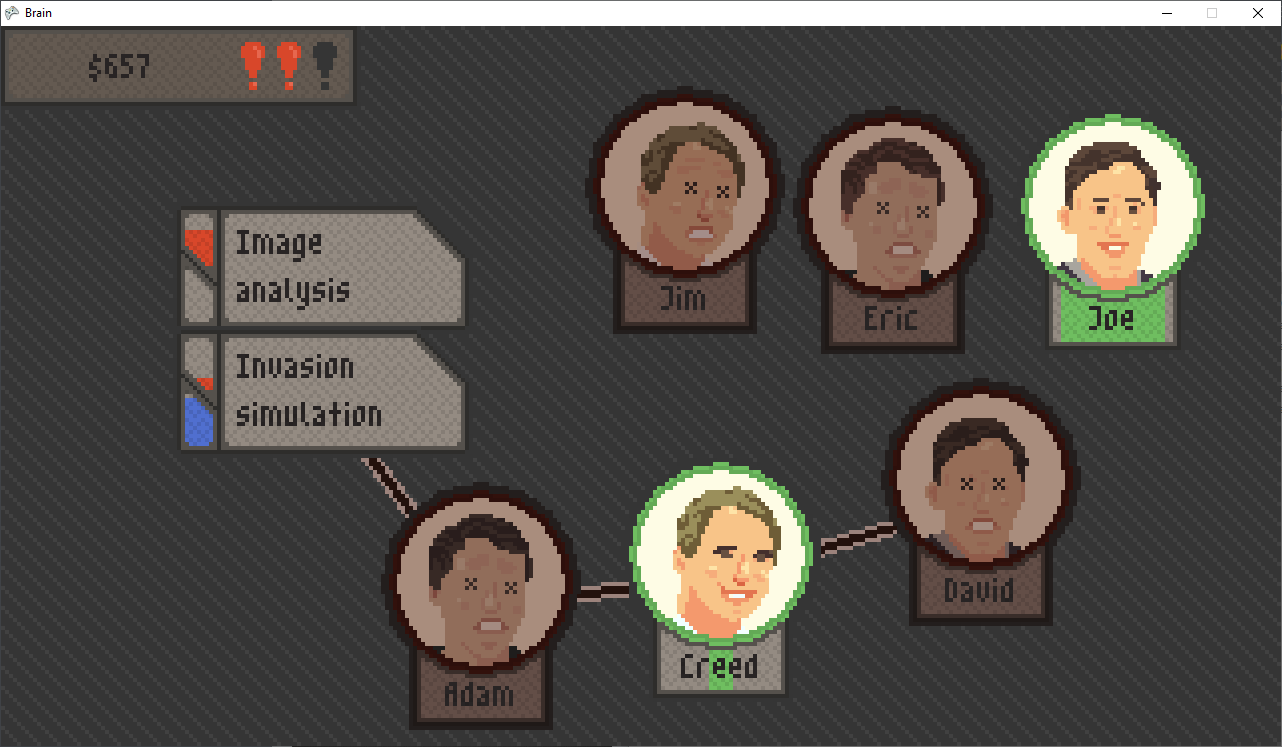 Brain
$657
Image
analysis
Invasion
simulation
Jim
Eric
Joe
David
Creed
Adam